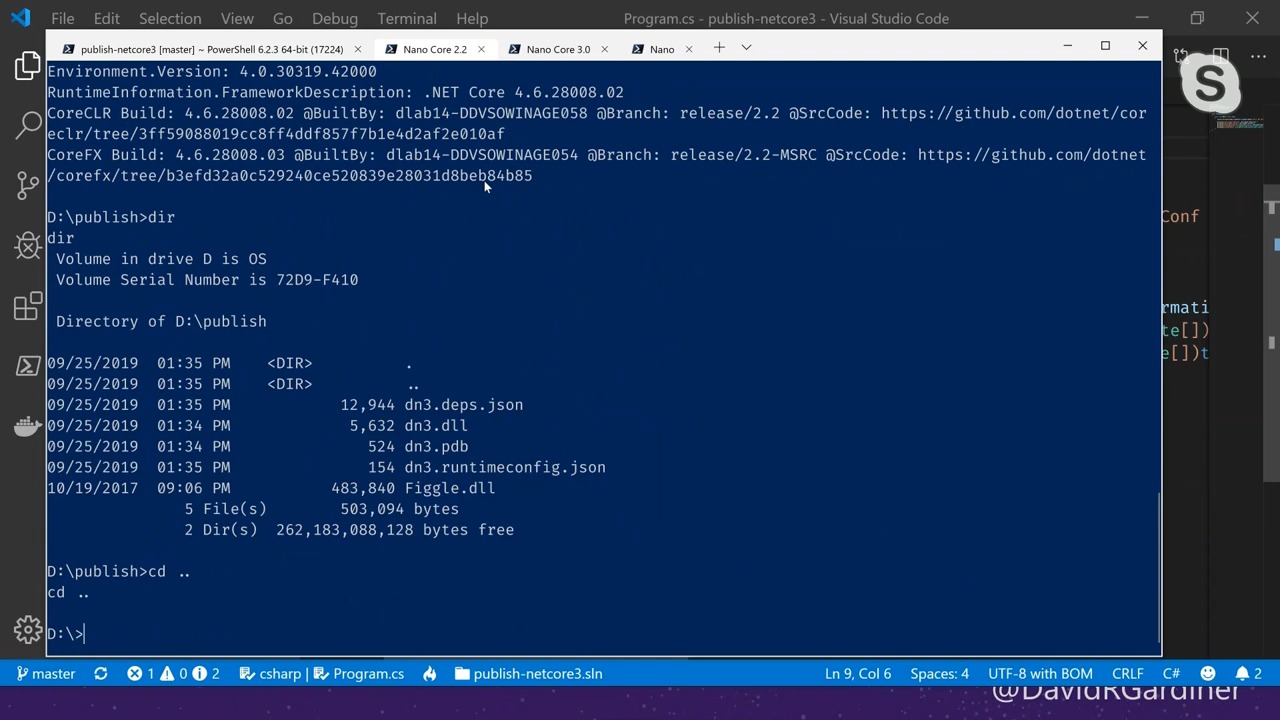 File Edit Selection View Go Debug Terminal Help Program.cs - publish-netcore3 - Visual Studio Code
publish-netcore3 [master] ~ PowerShell 6.2.3 64-bit (17224) Nano Core 2.2 Nano Core 3.0 Nano
Environment.Version: 4.0.30319.42000
RuntimeInformation.FrameworkDescription: .NET Core 4.6.28008.02
CoreCLR Build: 4.6.28008.02 @BuiltBy: dlab14-DDVSOWINAGE058 @Branch: release/2.2 @SrcCode: https://github.com/dotnet/cor
eclr/tree/3ff59088019cc8ff4ddf857f7b1e4d2af2e010af
CoreFX Build: 4.6.28008.03 @BuiltBy: dlab14-DDVSOWINAGE054 @Branch: release/2.2-MSRC @SrcCode: https://github.com/dotnet
/corefx/tree/b3efd32a0c529240ce520839e28031d8beb84b85
D:\publish>dir
dir
Volume in drive D is OS
Volume Serial Number is 72D9-F410
Directory of D:\publish
09/25/2019 01:35 PM <DIR> .
09/25/2019 01:35 PM <DIR> ..
09/25/2019 01:35 PM 12,944 dn3.deps.json
09/25/2019 01:34 PM 5,632 dn3.dll
09/25/2019 01:34 PM 524 dn3.pdb
09/25/2019 01:35 PM 154 dn3.runtimeconfig.json
10/19/2017 09:06 PM 483,840 Figgle.dll
5 File(s) 503,094 bytes
2 Dir(s) 262,183,088,128 bytes free
D:\publish>cd ..
cd ..
D:\>
Conf
rmati
te[])
e[])t
master 1 0 2 csharp | Program.cs publish-netcore3.sln Ln 9, Col 6 Spaces: 4 UTF-8 with BOM CRLF C# 2
@DavidRGardiner